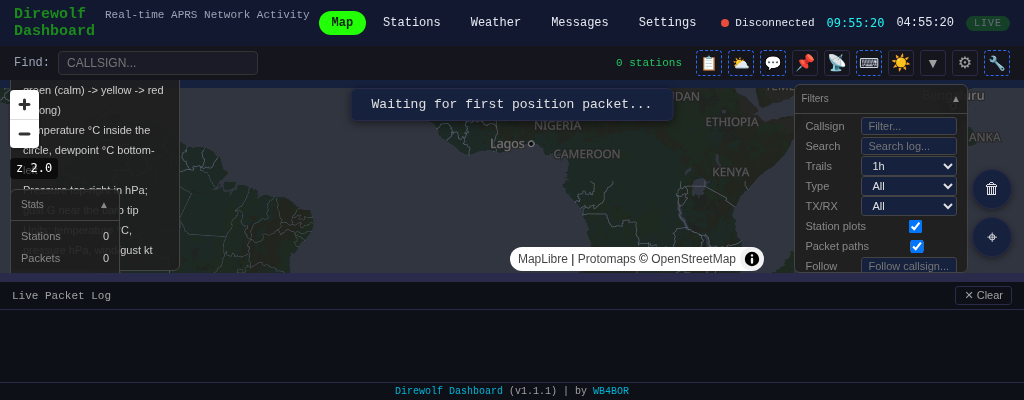 Direwolf Dashboard
Real-time APRS Network Activity
Map
Stations
Weather
Messages
Settings
Disconnected
09:55:20
04:55:20
LIVE
Find:
CALLSIGN...
0 stations
green (calm) -> yellow -> red
Temperature °C inside the
circle, dewpoint °C bottom-
z 2.0
Stats
▲
Stations 0
Packets 0
gust kt
Waiting for first position packet...
NIGERIA
Lagos
CAMEROON
ETHIOPIA
KENYA
Filters
▲
Callsign Filter...
Search Search log...
Trails 1h
Type All
TX/RX All
Station plots
Packet paths
Follow Follow callsign...
MapLibre | Protomaps © OpenStreetMap
Live Packet Log
✕ Clear
Direwolf Dashboard (v1.1.1) | by WB4BOR